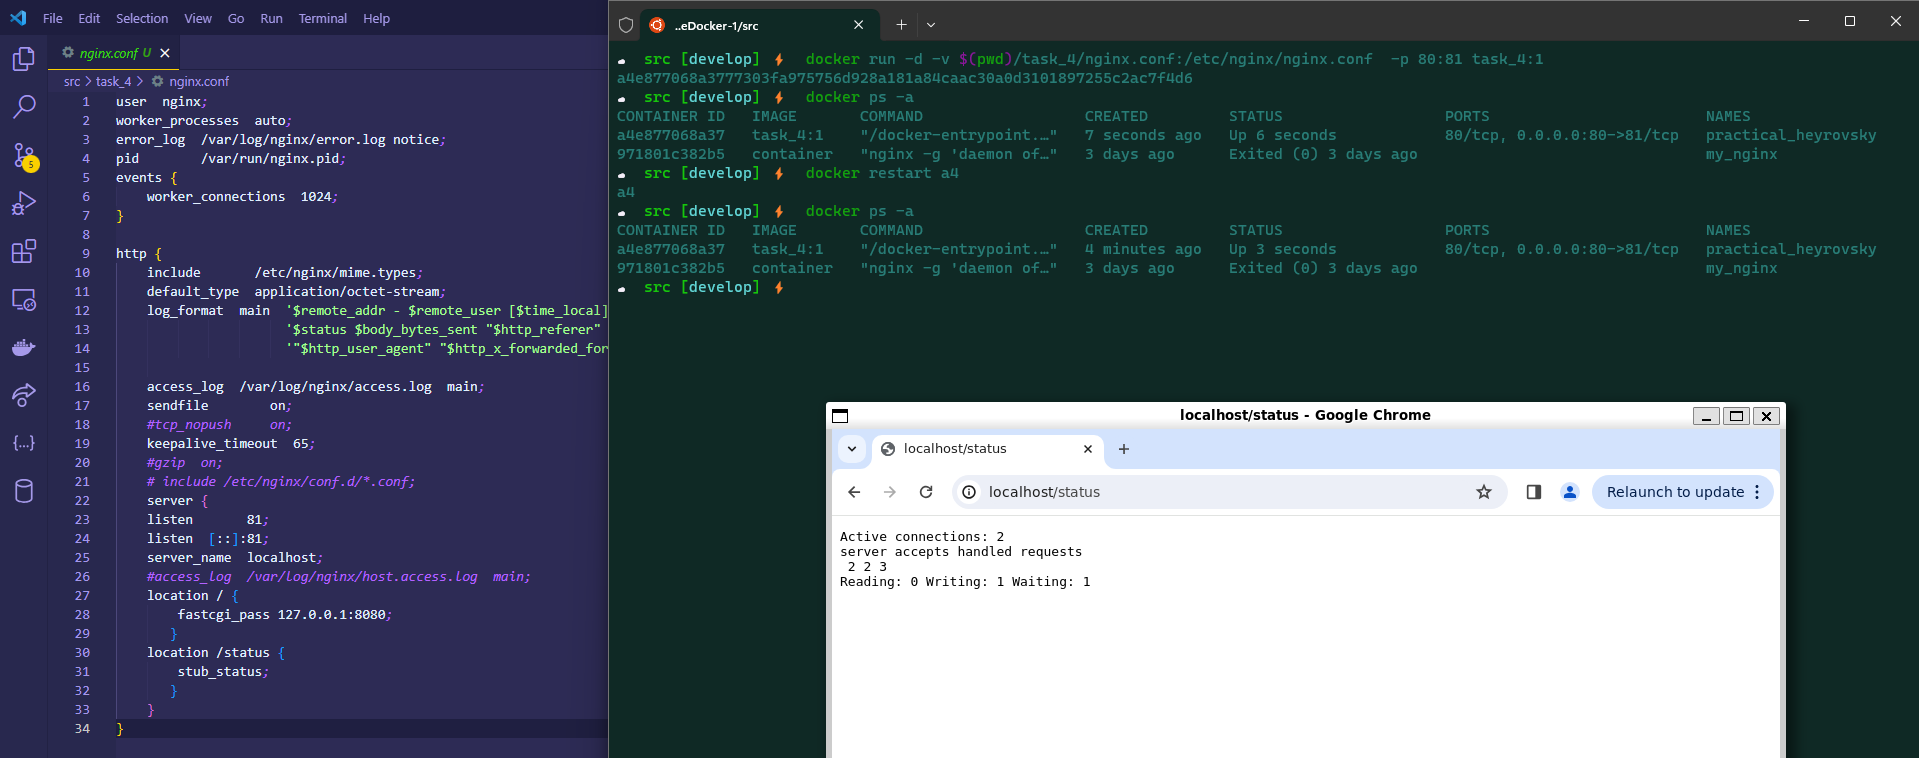 File Edit Selection View Go Run Terminal Help
nginx.conf U
src > task_4 > nginx.conf
5
1 user  nginx;
2 worker_processes  auto;
3 error_log  /var/log/nginx/error.log notice;
4 pid        /var/run/nginx.pid;
5 events {
6     worker_connections  1024;
7 }
8
9 http {
10     include       /etc/nginx/mime.types;
11     default_type  application/octet-stream;
12     log_format  main  '$remote_addr - $remote_user [$time_local]
13                       '$status $body_bytes_sent "$http_referer"
14                       '"$http_user_agent" "$http_x_forwarded_for
15
16     access_log  /var/log/nginx/access.log  main;
17     sendfile        on;
18     #tcp_nopush     on;
19     keepalive_timeout  65;
20     #gzip  on;
21     # include /etc/nginx/conf.d/*.conf;
22     server {
23     listen       81;
24     listen  [::]:81;
25     server_name  localhost;
26     #access_log  /var/log/nginx/host.access.log  main;
27     location / {
28         fastcgi_pass 127.0.0.1:8080;
29        }
30     location /status {
31         stub_status;
32        }
33     }
34 }
..eDocker-1/src
src [develop] docker run -d -v $(pwd)/task_4/nginx.conf:/etc/nginx/nginx.conf  -p 80:81 task_4:1
a4e877068a3777303fa975756d928a181a84caac30a0d3101897255c2ac7f4d6
src [develop] docker ps -a
CONTAINER ID   IMAGE       COMMAND                  CREATED         STATUS                  PORTS                        NAMES
a4e877068a37   task_4:1    "/docker-entrypoint.…"   7 seconds ago   Up 6 seconds            80/tcp, 0.0.0.0:80->81/tcp   practical_heyrovsky
971801c382b5   container   "nginx -g 'daemon of…"   3 days ago      Exited (0) 3 days ago                                my_nginx
src [develop] docker restart a4
a4
src [develop] docker ps -a
CONTAINER ID   IMAGE       COMMAND                  CREATED         STATUS                  PORTS                        NAMES
a4e877068a37   task_4:1    "/docker-entrypoint.…"   4 minutes ago   Up 3 seconds            80/tcp, 0.0.0.0:80->81/tcp   practical_heyrovsky
971801c382b5   container   "nginx -g 'daemon of…"   3 days ago      Exited (0) 3 days ago                                my_nginx
src [develop]
localhost/status - Google Chrome
localhost/status
localhost/status
Relaunch to update
Active connections: 2
server accepts handled requests
 2 2 3
Reading: 0 Writing: 1 Waiting: 1